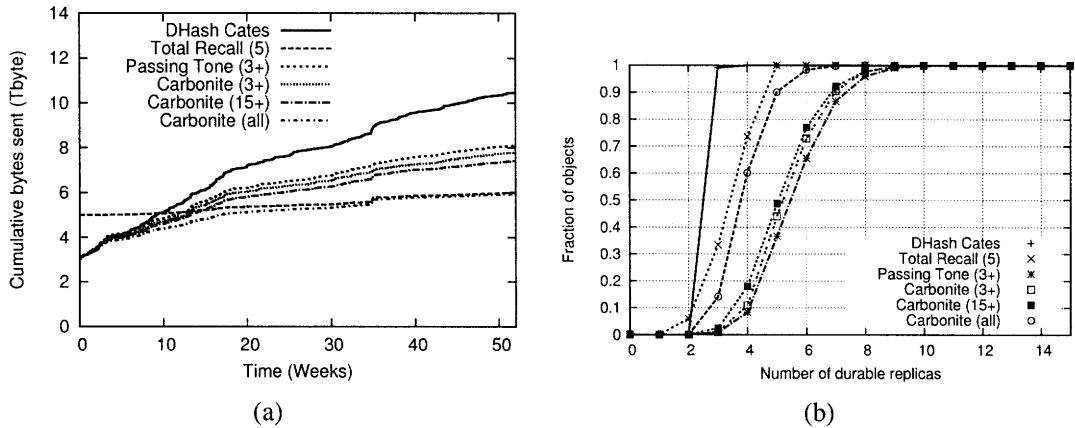 14
12
10
8
6
4
2
0
Cumulative bytes sent (Tbyte)
DHash Cates
Total Recall (5)
Passing Tone (3+)
Carbonite (3+)
Carbonite (15+)
Carbonite (all)
0 10 20 30 40 50
Time (Weeks)
(a)
1
0.9
0.8
0.7
0.6
0.5
0.4
0.3
0.2
0.1
0
Fraction of objects
DHash Cates
Total Recall (5)
Passing Tone (3+)
Carbonite (3+)
Carbonite (15+)
Carbonite (all)
0 2 4 6 8 10 12 14
Number of durable replicas
(b)